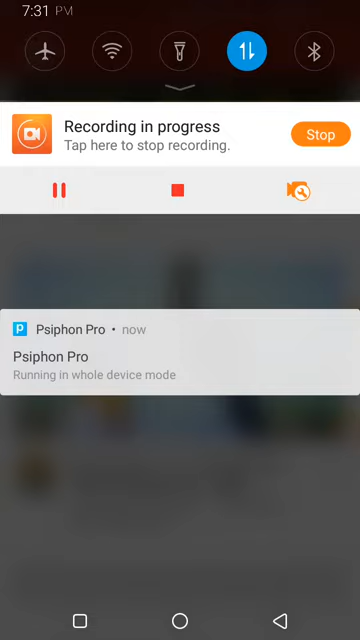 7:31 PM
Recording in progress
Tap here to stop recording.
Stop
Psiphon Pro • now
Psiphon Pro
Running in whole device mode